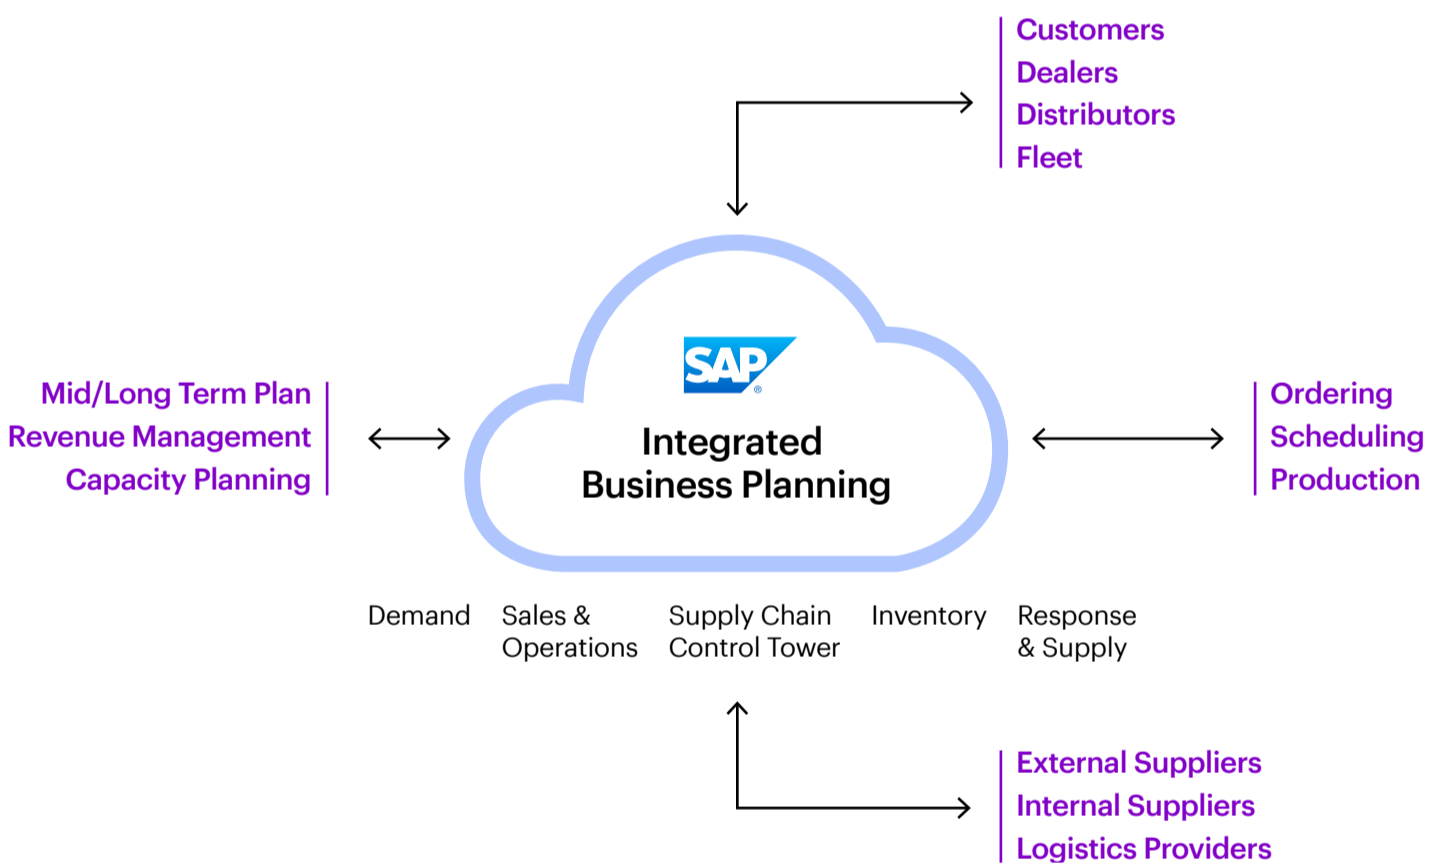 Customers
Dealers
Distributors
Fleet
SAP®
Integrated
Business Planning
Mid/Long Term Plan
Revenue Management
Capacity Planning
Ordering
Scheduling
Production
Demand
Sales &
Operations
Supply Chain
Control Tower
Inventory
Response
& Supply
External Suppliers
Internal Suppliers
Logistics Providers